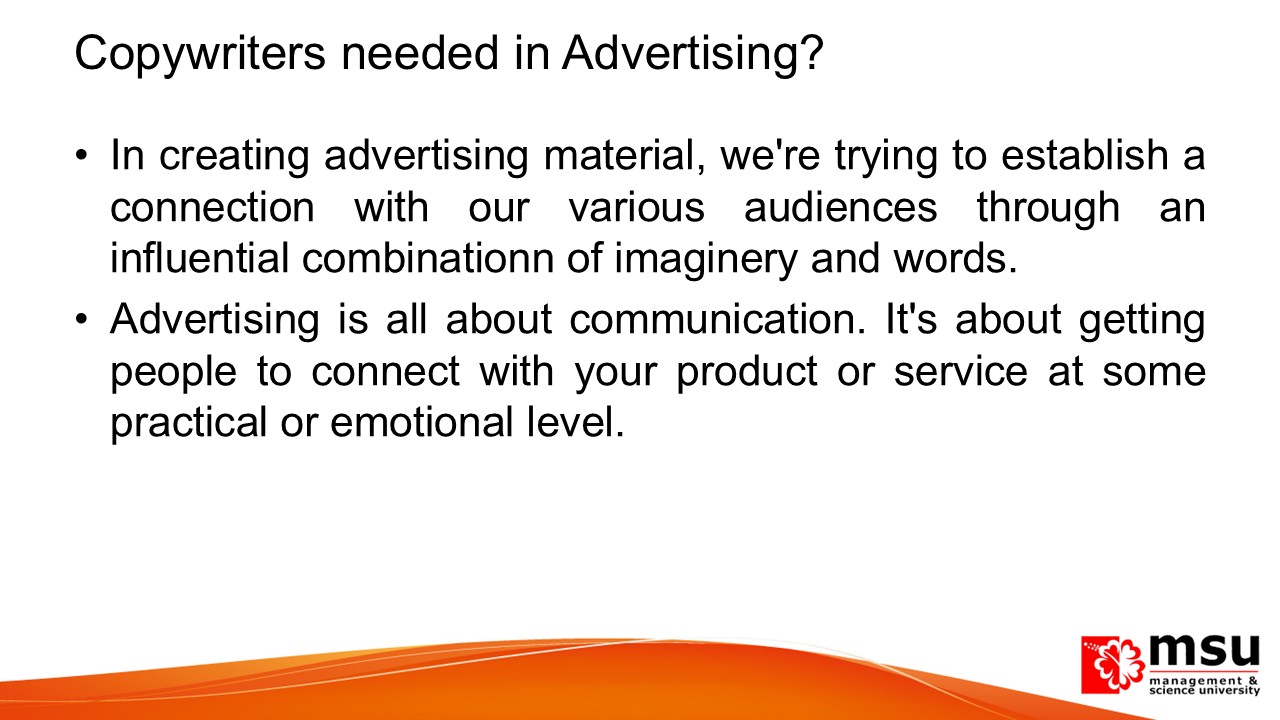 Copywriters needed in Advertising?
• In creating advertising material, we're trying to establish a
connection with our various audiences through an
influential combinationn of imaginery and words.
• Advertising is all about communication. It's about getting
people to connect with your product or service at some
practical or emotional level.
msu
management &
science university